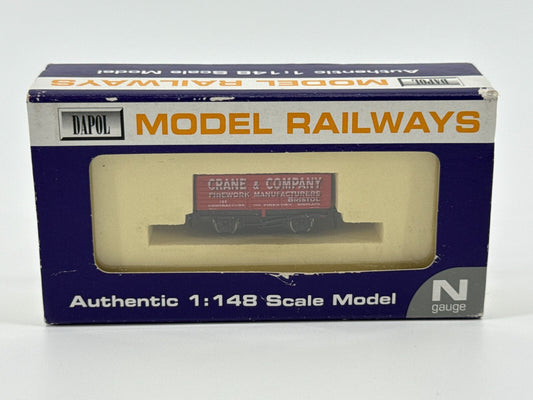 MODEL RAILWAYS
DAPOL
Authentic 1:148 Scale Model
DAPOL
MODEL RAILWAYS
CRANE & COMPANY
FIREWORK MANUFACTURERS
BRISTOL
Authentic 1:148 Scale Model
N
gauge